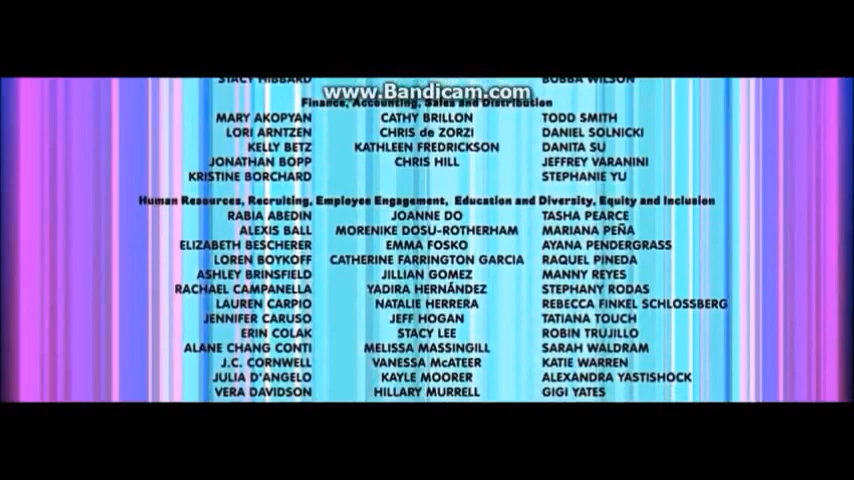 STACY HIBBARD BOBBA WILSON
www.Bandicam.com
Finance, Accounting, Sales and Distribution
MARY AKOPYAN CATHY BRILLON TODD SMITH
LORI ARNTZEN CHRIS de ZORZI DANIEL SOLNICKI
KELLY BETZ KATHLEEN FREDRICKSON DANITA SU
JONATHAN BOPP CHRIS HILL JEFFREY VARANINI
KRISTINE BORCHARD STEPHANIE YU
Human Resources, Recruiting, Employee Engagement, Education and Diversity, Equity and Inclusion
RABIA ABEDIN JOANNE DO TASHA PEARCE
ALEXIS BALL MORENIKE DOSU-ROTHERHAM MARIANA PEÑA
ELIZABETH BESCHERER EMMA FOSKO AYANA PENDERGRASS
LOREN BOYKOFF CATHERINE FARRINGTON GARCIA RAQUEL PINEDA
ASHLEY BRINSFIELD JILLIAN GOMEZ MANNY REYES
RACHAEL CAMPANELLA YADIRA HERNÁNDEZ STEPHANY RODAS
LAUREN CARPIO NATALIE HERRERA REBECCA FINKEL SCHLOSSBERG
JENNIFER CARUSO JEFF HOGAN TATIANA TOUCH
ERIN COLAK STACY LEE ROBIN TRUJILLO
ALANE CHANG CONTI MELISSA MASSINGILL SARAH WALDRAM
J.C. CORNWELL VANESSA McATEER KATIE WARREN
JULIA D'ANGELO KAYLE MOORER ALEXANDRA YASTISHOCK
VERA DAVIDSON HILLARY MURRELL GIGI YATES